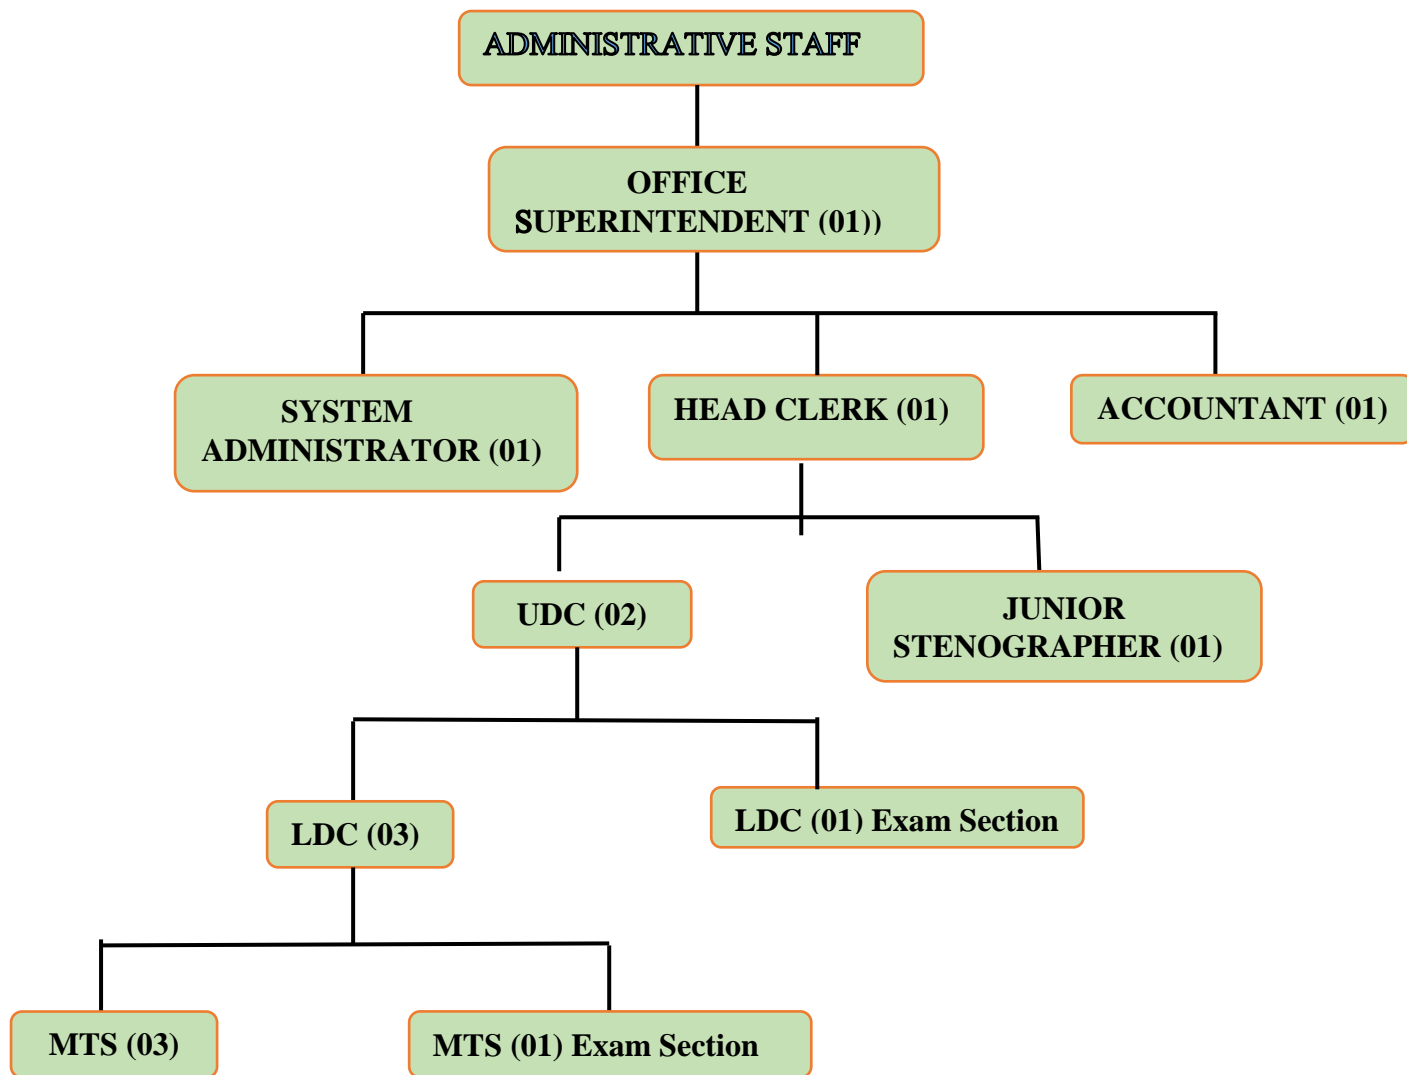 ADMINISTRATIVE STAFF
OFFICE
SUPERINTENDENT (01))
SYSTEM
ADMINISTRATOR (01)
HEAD CLERK (01)
ACCOUNTANT (01)
UDC (02)
JUNIOR
STENOGRAPHER (01)
LDC (03)
LDC (01) Exam Section
MTS (03)
MTS (01) Exam Section